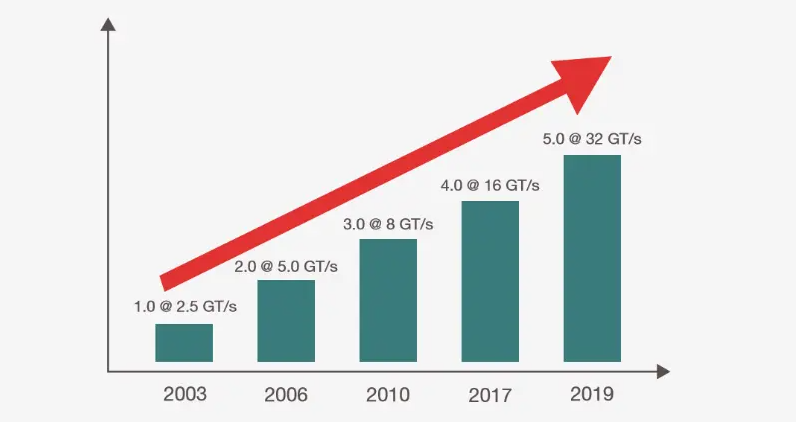 5.0 @ 32 GT/s
4.0 @ 16 GT/s
3.0 @ 8 GT/s
2.0 @ 5.0 GT/s
1.0 @ 2.5 GT/s
2003 2006 2010 2017 2019